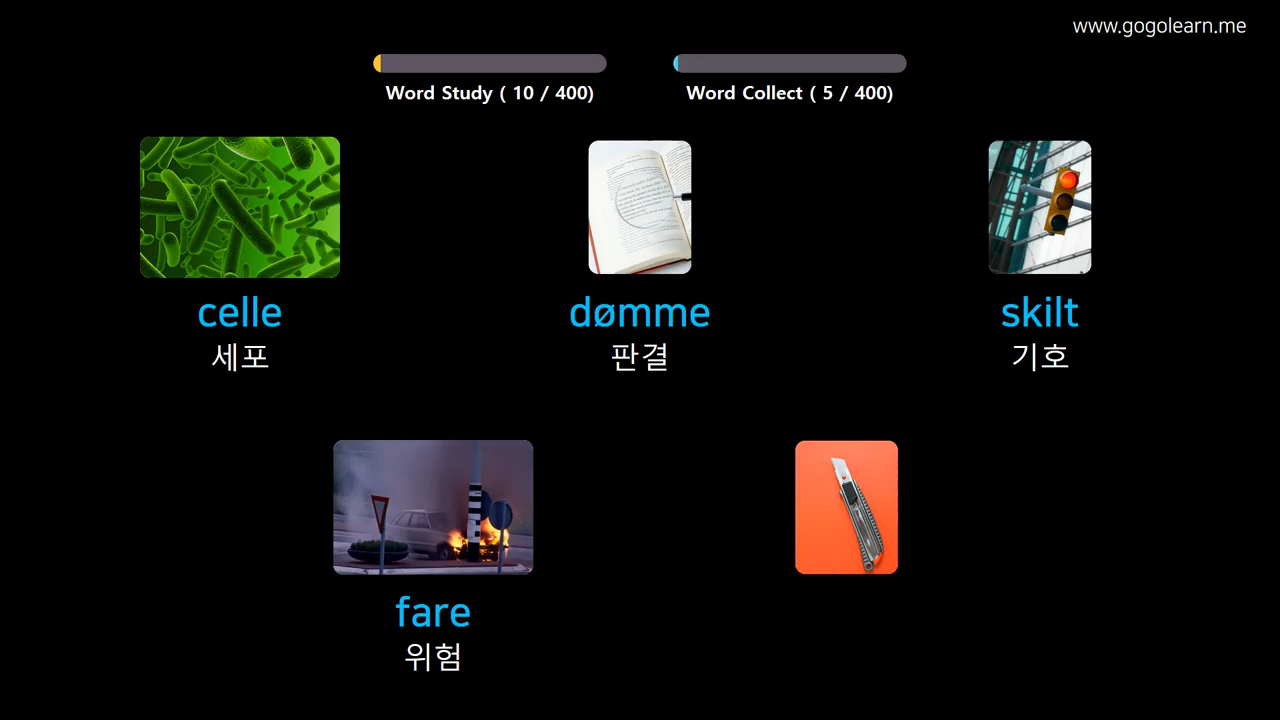 www.gogolearn.me
Word Study ( 10 / 400)
Word Collect ( 5 / 400)
celle
세포
dømme
판결
skilt
기호
fare
위험